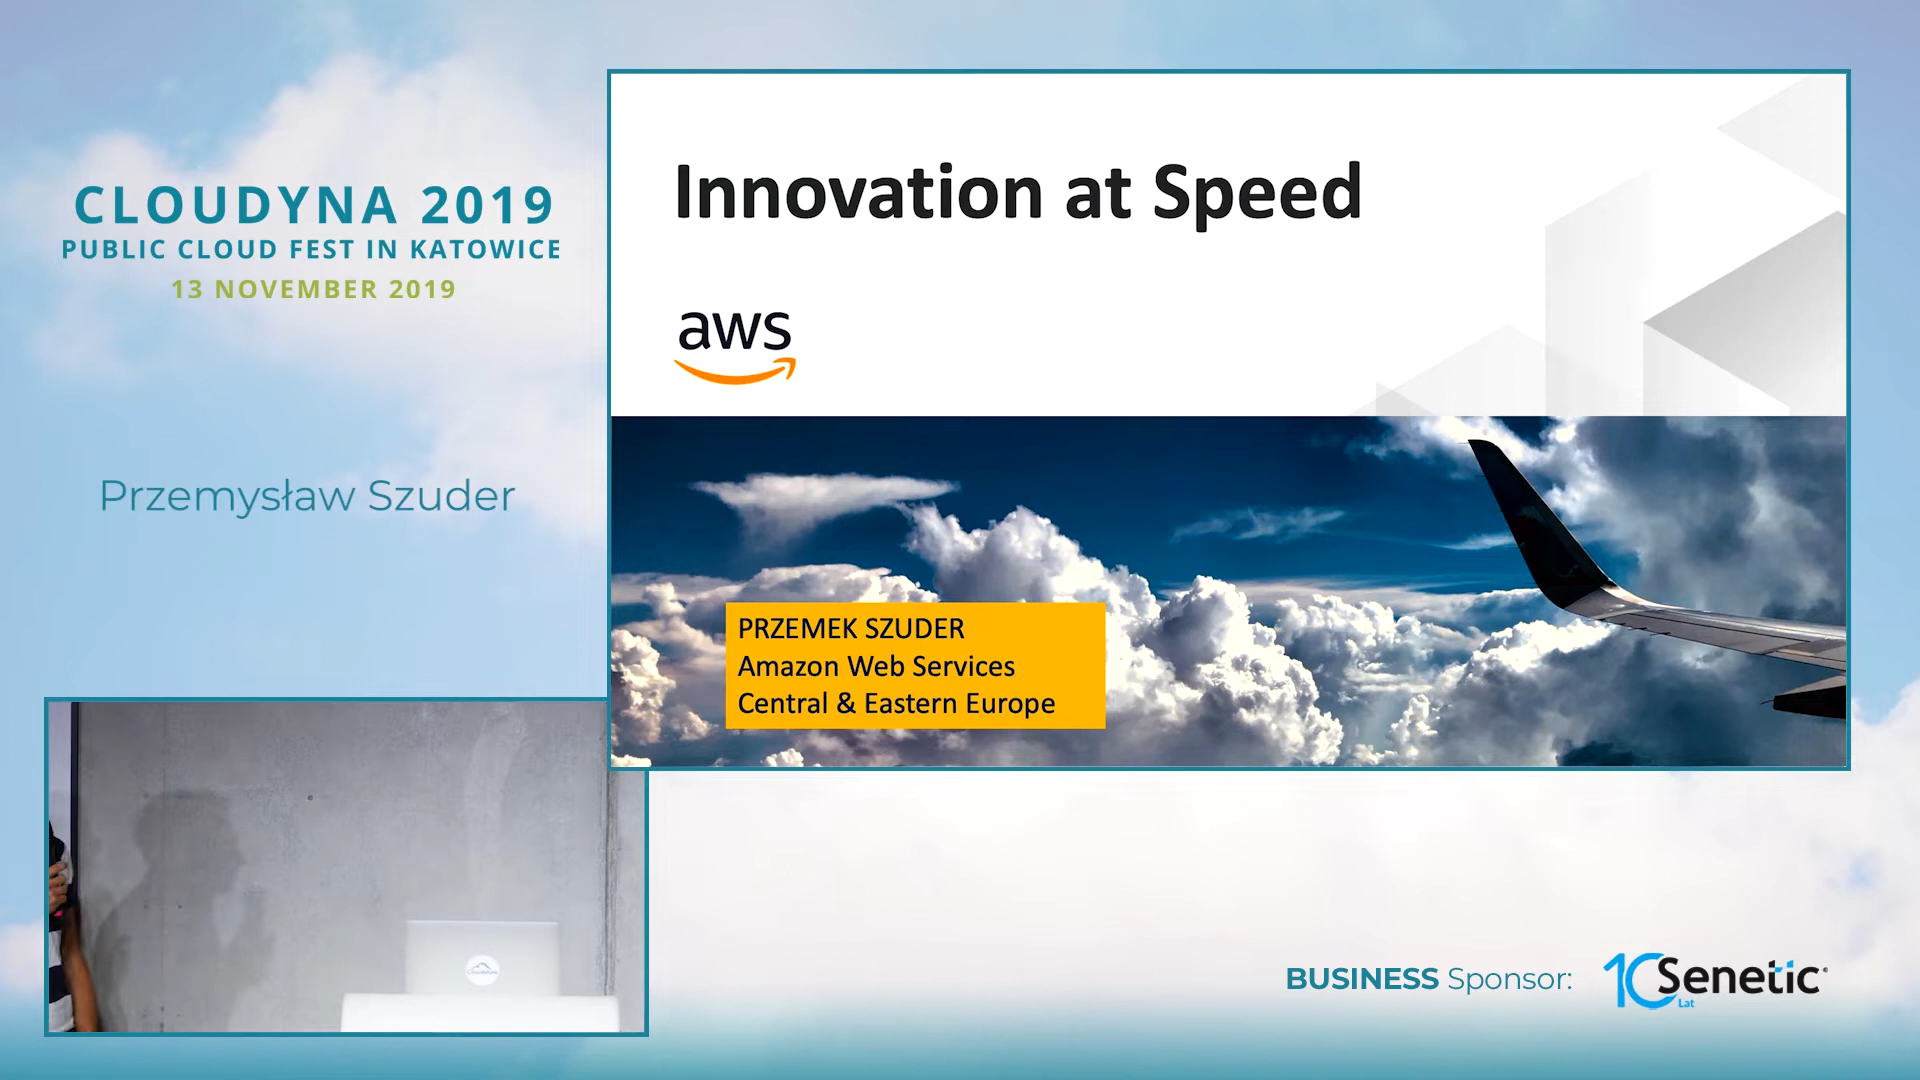 CLOUDYNA 2019
PUBLIC CLOUD FEST IN KATOWICE
13 NOVEMBER 2019
Przemysław Szuder
Innovation at Speed
aws
PRZEMEK SZUDER
Amazon Web Services
Central & Eastern Europe
BUSINESS Sponsor:
10 Senetic
Lat